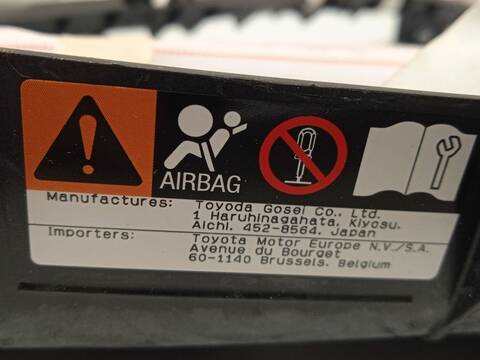 AIRBAG
Manufactures: Toyoda Gosei Co., Ltd.
1 Haruhinagahata, Kiyosu,
Aichi, 452-8564, Japan
Importers: Toyota Motor Europe N.V./S.A.
Avenue du Bourget
60-1140 Brussels, Belgium